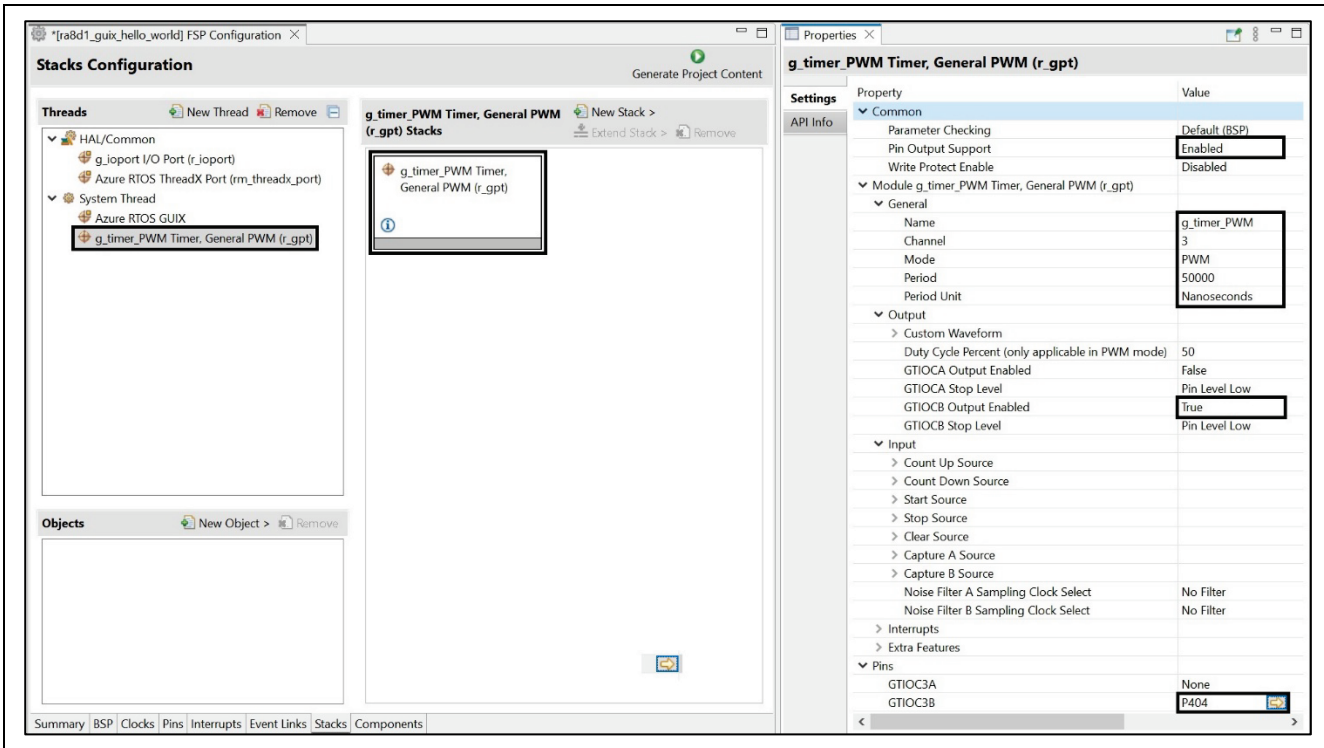 *[ra8d1_guix_hello_world] FSP Configuration
Stacks Configuration
Generate Project Content
Threads New Thread Remove
HAL/Common
g_ioport I/O Port (r_ioport)
Azure RTOS ThreadX Port (rm_threadx_port)
System Thread
Azure RTOS GUIX
g_timer_PWM Timer, General PWM (r_gpt)
Objects New Object > Remove
g_timer_PWM Timer, General PWM
(r_gpt) Stacks
New Stack >
Extend Stack > Remove
g_timer_PWM Timer,
General PWM (r_gpt)
Summary BSP Clocks Pins Interrupts Event Links Stacks Components
Properties
g_timer_PWM Timer, General PWM (r_gpt)
Settings
API Info
Property Value
Common
Parameter Checking Default (BSP)
Pin Output Support Enabled
Write Protect Enable Disabled
Module g_timer_PWM Timer, General PWM (r_gpt)
General
Name g_timer_PWM
Channel 3
Mode PWM
Period 50000
Period Unit Nanoseconds
Output
> Custom Waveform
Duty Cycle Percent (only applicable in PWM mode) 50
GTIOCA Output Enabled False
GTIOCA Stop Level Pin Level Low
GTIOCB Output Enabled True
GTIOCB Stop Level Pin Level Low
Input
> Count Up Source
> Count Down Source
> Start Source
> Stop Source
> Clear Source
> Capture A Source
> Capture B Source
Noise Filter A Sampling Clock Select No Filter
Noise Filter B Sampling Clock Select No Filter
> Interrupts
> Extra Features
Pins
GTIOC3A None
GTIOC3B P404